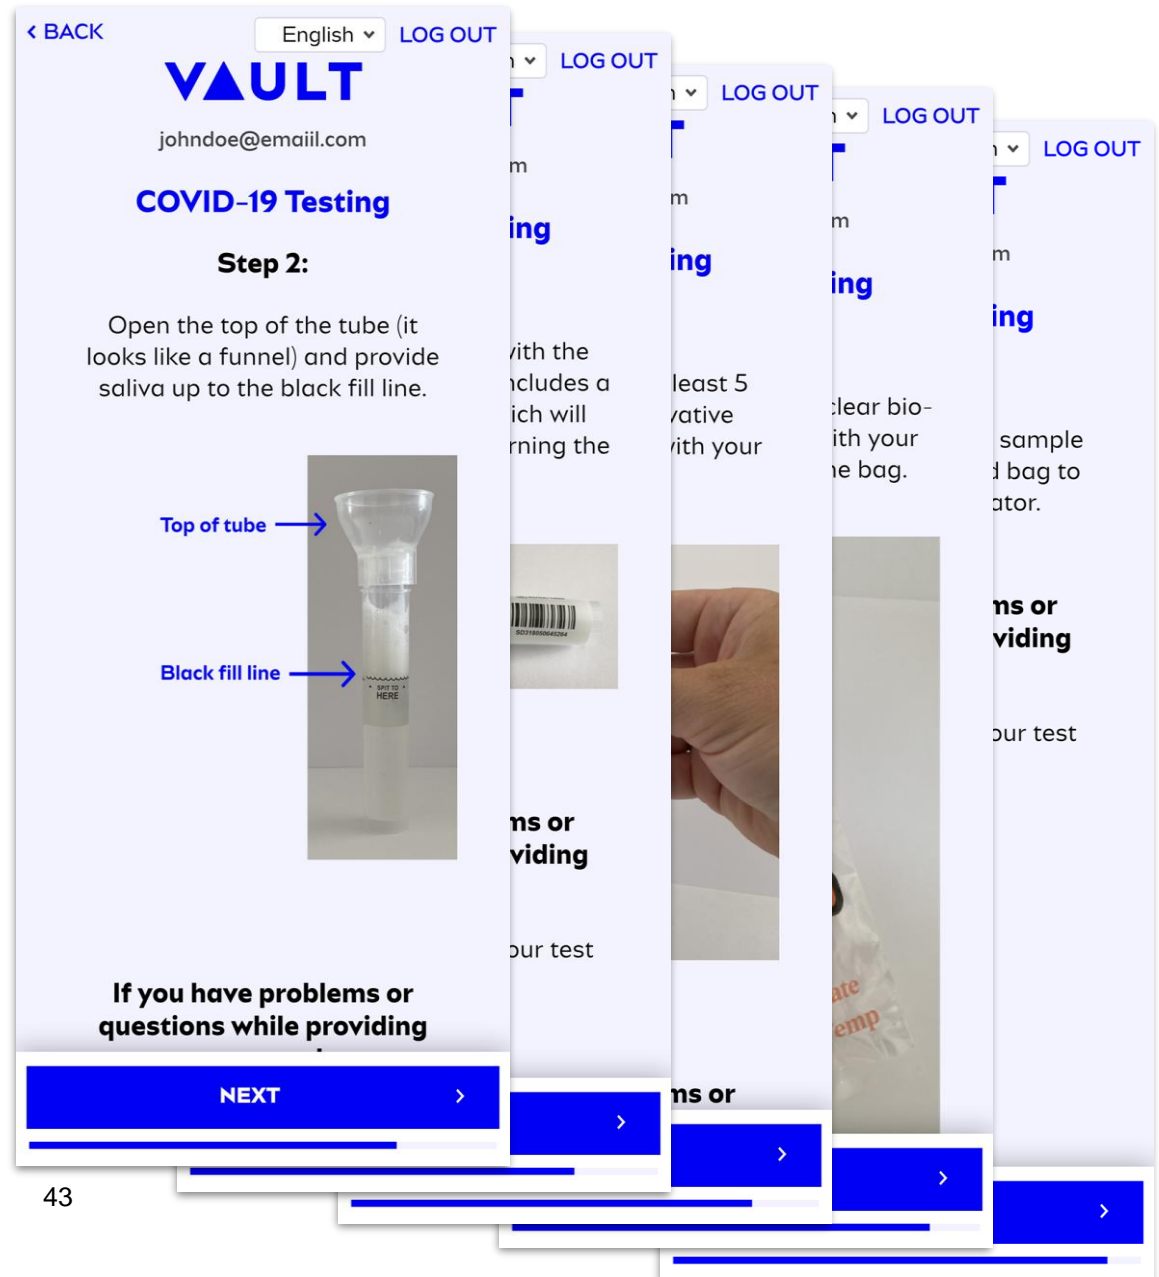 BACK
English
LOG OUT
VAULT
johndoe@emaiil.com
COVID-19 Testing
Step 2:
Open the top of the tube (it
looks like a funnel) and provide
saliva up to the black fill line.
Top of tube
Black fill line
SPIT TO
HERE
If you have problems or
questions while providing
NEXT
43
LOG OUT
m
ing
with the
ncludes a
ich will
rning the
SD318050645264
ms or
viding
our test
LOG OUT
m
ing
least 5
vative
with your
ms or
LOG OUT
m
ing
clear bio-
ith your
he bag.
ate
emp
LOG OUT
m
ing
sample
d bag to
ator.
ms or
viding
our test